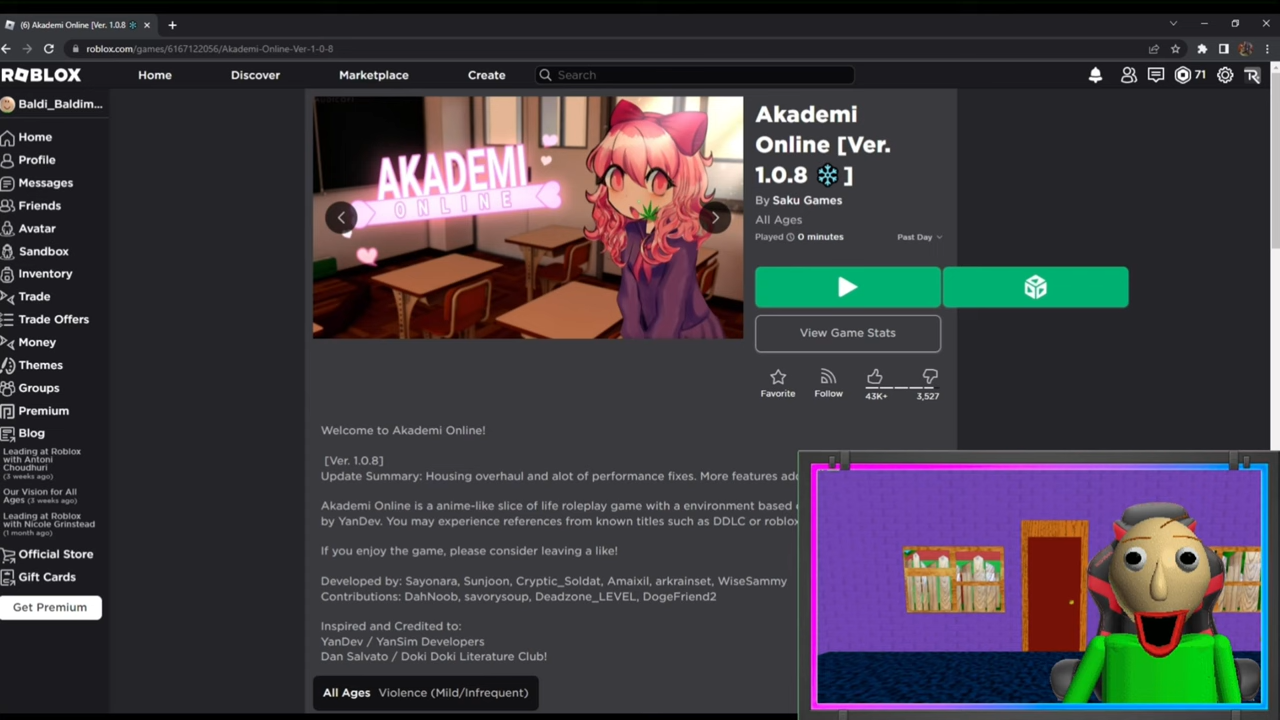 (6) Akademi Online [Ver. 1.0.8
roblox.com/games/6167122056/Akademi-Online-Ver-1-0-8
ROBLOX
Home
Discover
Marketplace
Create
Search
71
Baldi_Baldim...
Home
Profile
Messages
Friends
Avatar
Sandbox
Inventory
Trade
Trade Offers
Money
Themes
Groups
Premium
Blog
Leading at Roblox
with Antoni
Choudhuri
(3 weeks ago)
Our Vision for All
Ages (3 weeks ago)
Leading at Roblox
with Nicole Grinstead
(1 month ago)
Official Store
Gift Cards
Get Premium
AKADEMI
ONLINE
Akademi
Online [Ver.
1.0.8 ❄ ]
By Saku Games
All Ages
Played 0 minutes
Past Day
View Game Stats
Favorite
Follow
43K+
3,527
Welcome to Akademi Online!
[Ver. 1.0.8]
Update Summary: Housing overhaul and alot of performance fixes. More features add
Akademi Online is a anime-like slice of life roleplay game with a environment based
by YanDev. You may experience references from known titles such as DDLC or roblox
If you enjoy the game, please consider leaving a like!
Developed by: Sayonara, Sunjoon, Cryptic_Soldat, Amaixil, arkrainset, WiseSammy
Contributions: DahNoob, savorysoup, Deadzone_LEVEL, DogeFriend2
Inspired and Credited to:
YanDev / YanSim Developers
Dan Salvato / Doki Doki Literature Club!
All Ages Violence (Mild/Infrequent)